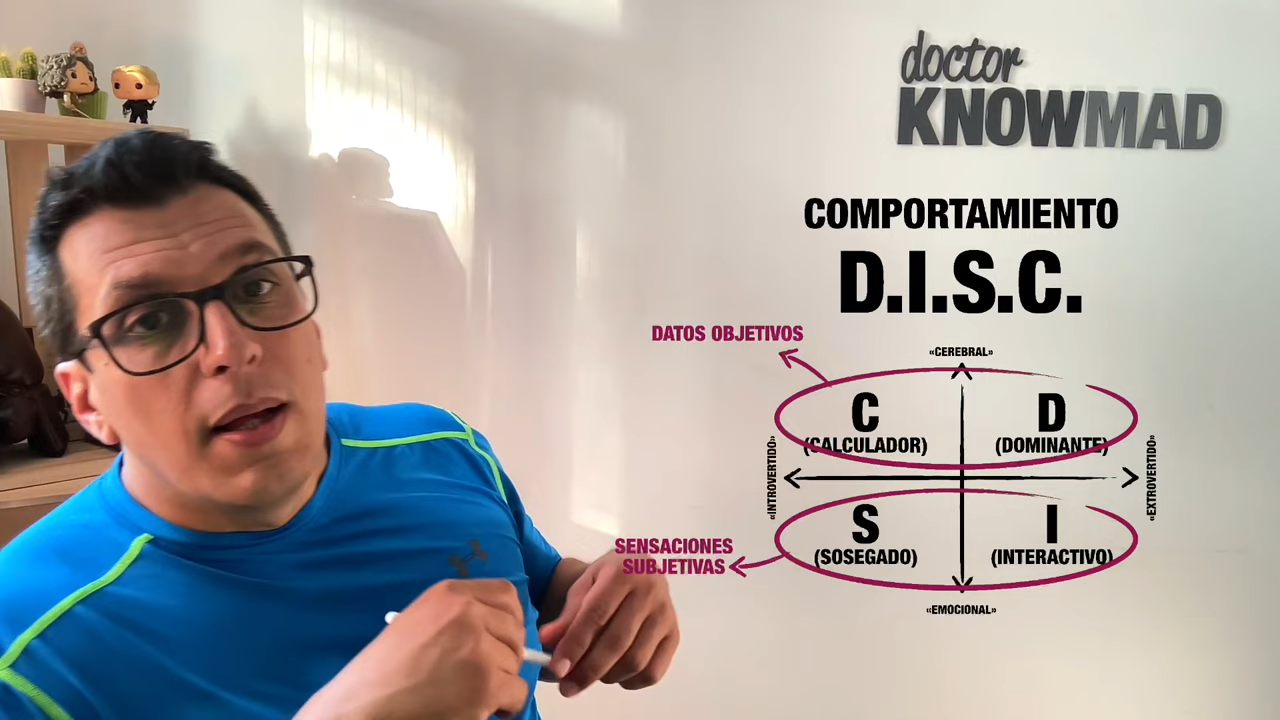 doctor
KNOWMAD
COMPORTAMIENTO
D.I.S.C.
DATOS OBJETIVOS
«CEREBRAL»
C
(CALCULADOR)
D
(DOMINANTE)
«INTROVERTIDO»
«EXTROVERTIDO»
S
(SOSEGADO)
I
(INTERACTIVO)
SENSACIONES
SUBJETIVAS
«EMOCIONAL»